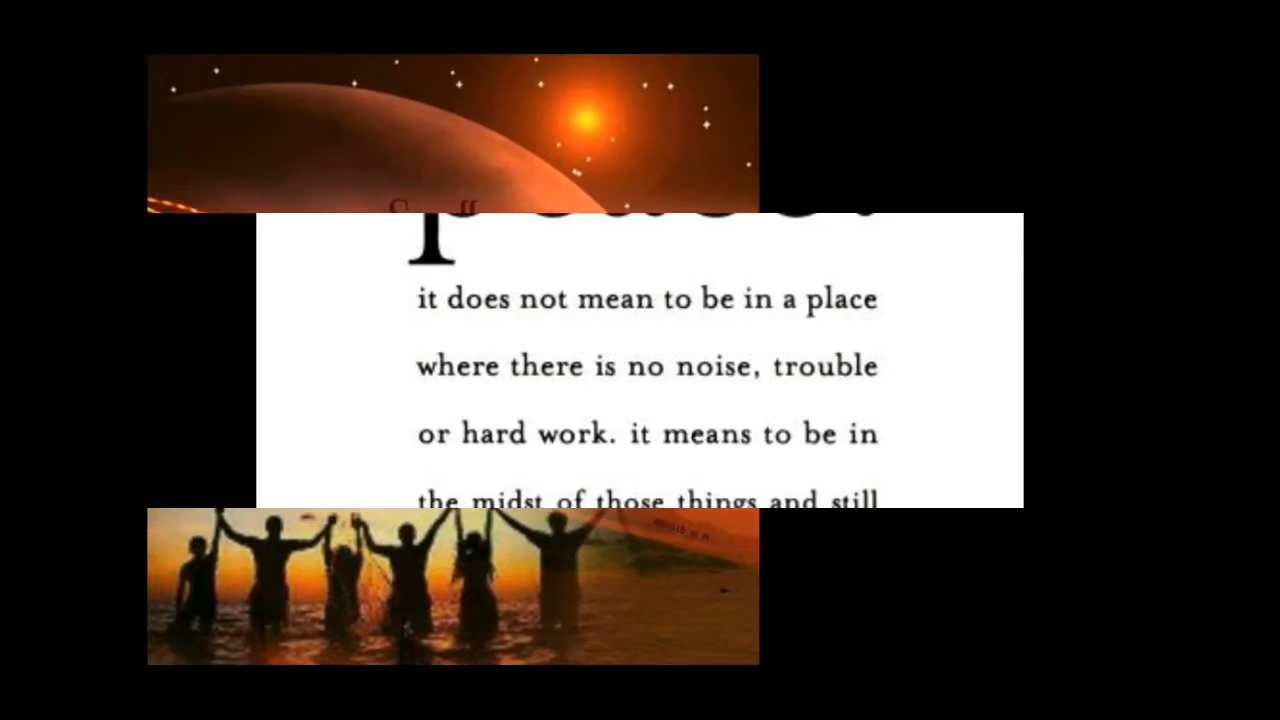 it does not mean to be in a place
where there is no noise, trouble
or hard work. it means to be in
the midst of those things and still